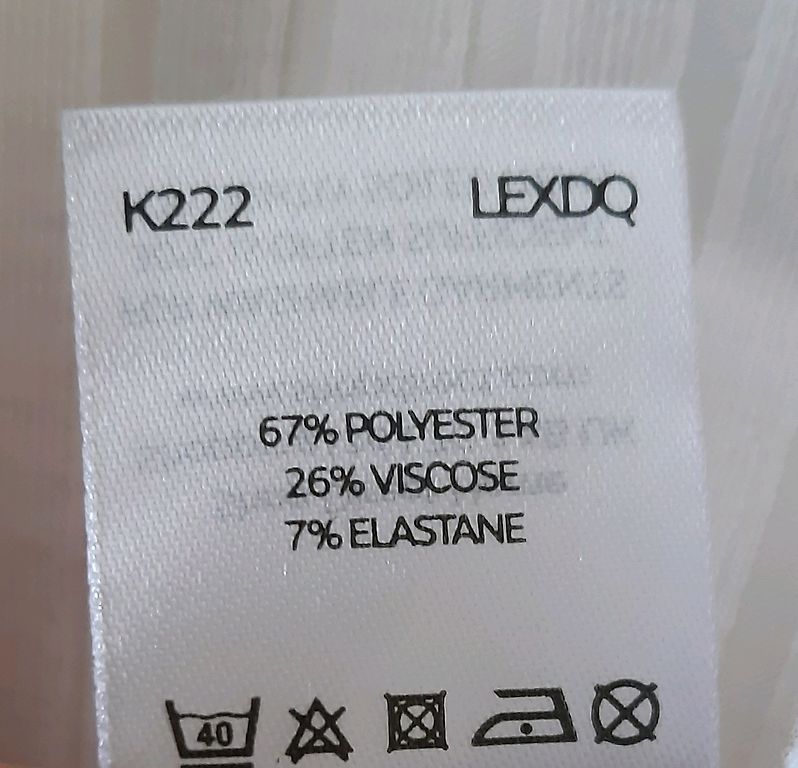 K222 LEXDQ
67% POLYESTER
26% VISCOSE
7% ELASTANE
40